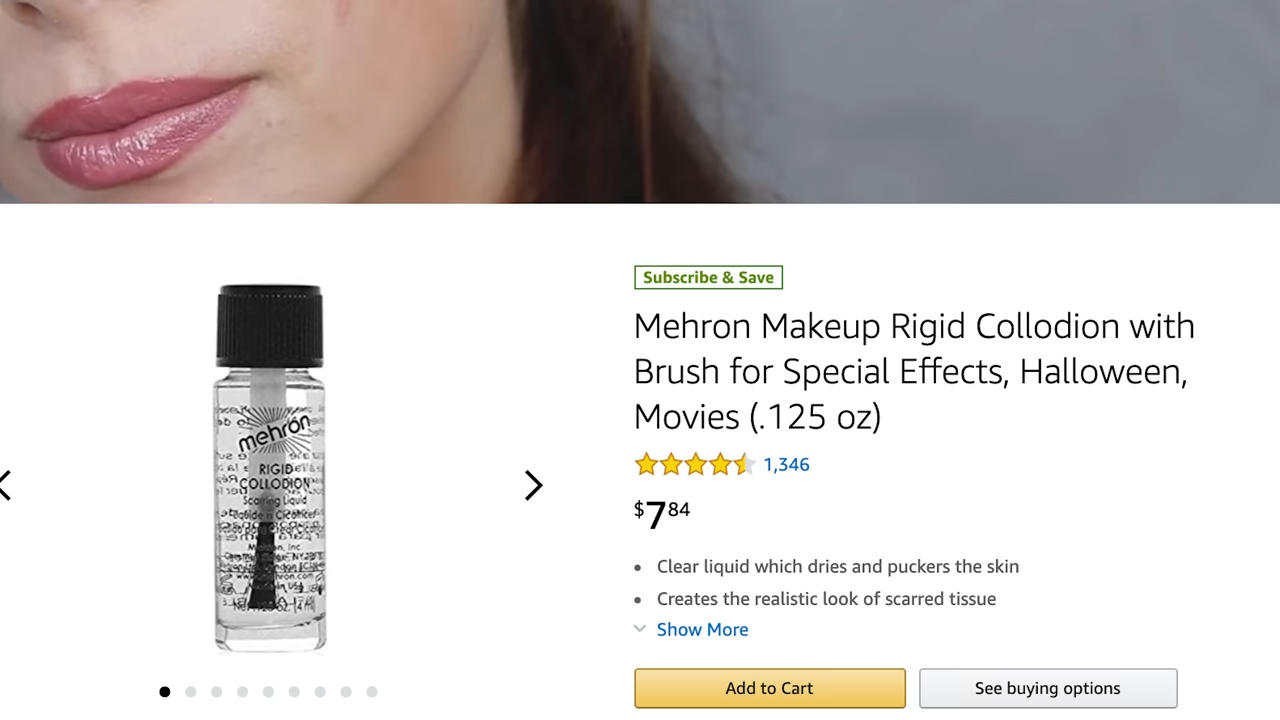 Subscribe & Save
Mehron Makeup Rigid Collodion with
Brush for Special Effects, Halloween,
Movies (.125 oz)
1,346
$784
Clear liquid which dries and puckers the skin
Creates the realistic look of scarred tissue
Show More
Add to Cart
See buying options
mehron
RIGID
COLLODION
Scarring Liquid